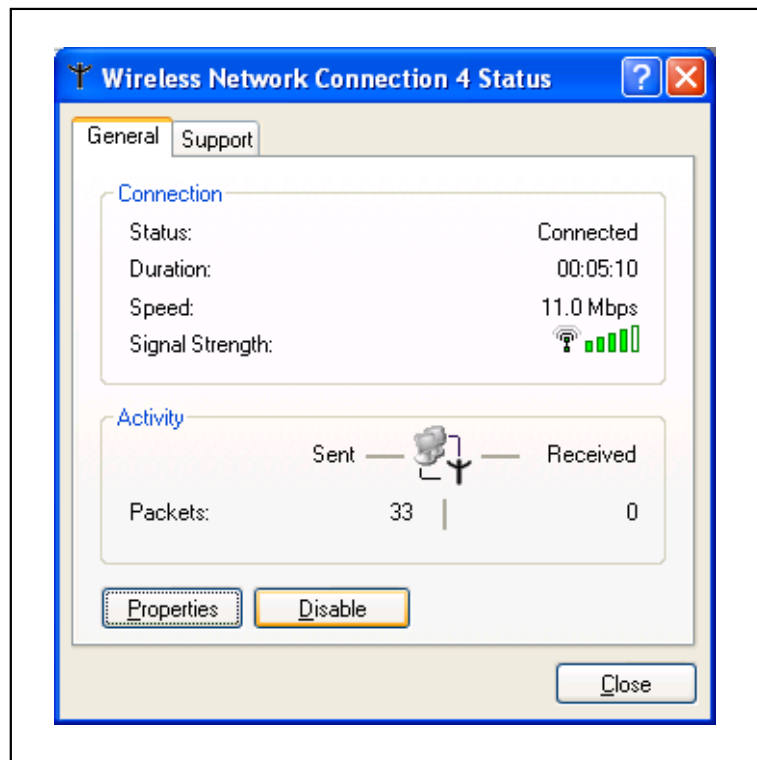 Wireless Network Connection 4 Status
General Support
Connection
Status: Connected
Duration: 00:05:10
Speed: 11.0 Mbps
Signal Strength:
Activity
Sent Received
Packets: 33 0
Properties Disable
Close